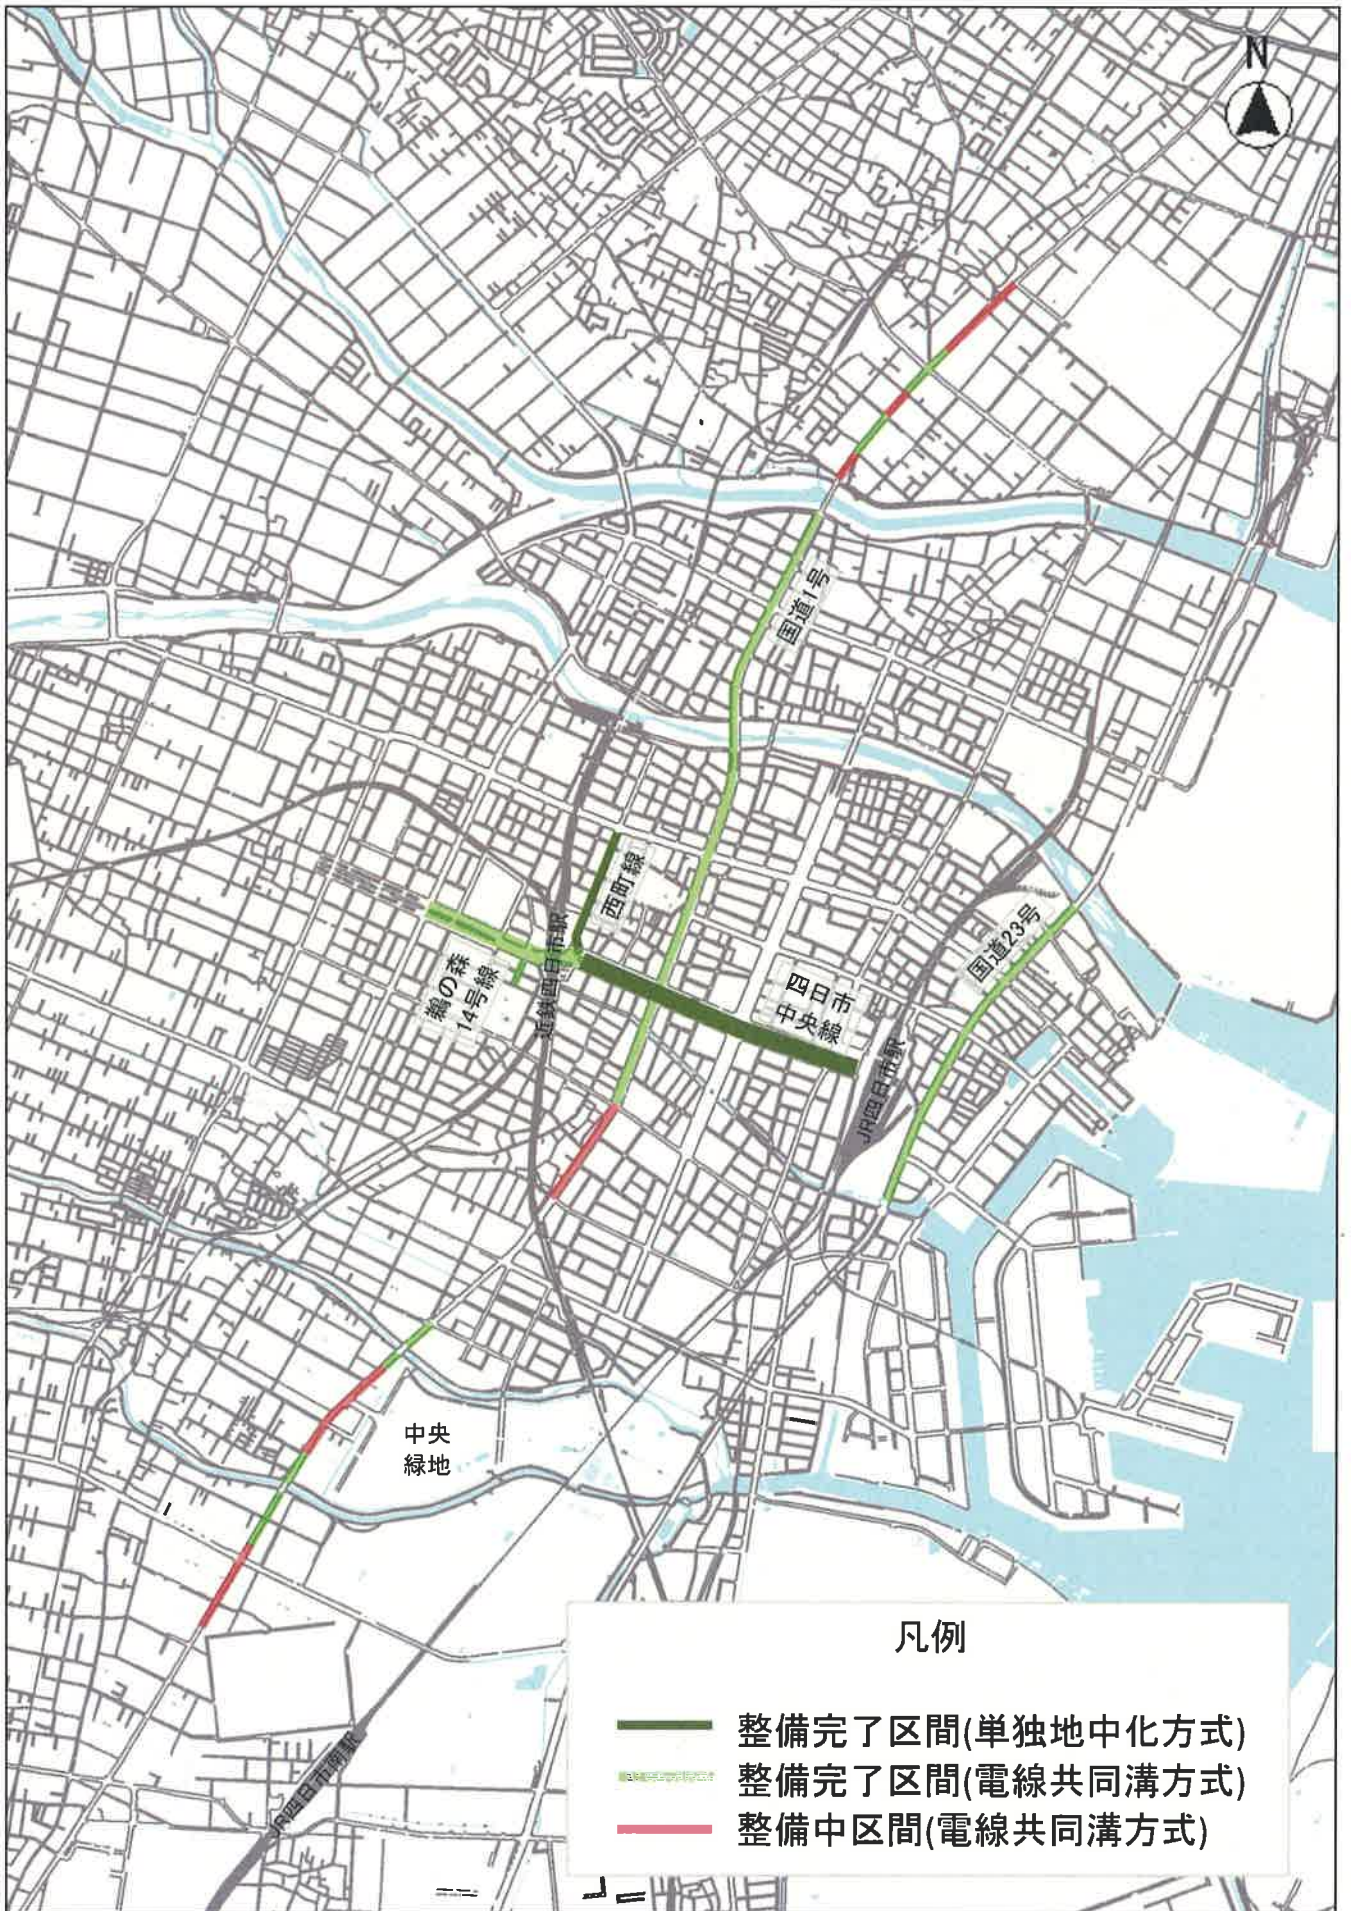 N
国道1号
西町線
近鉄四日市駅
鵜の森
14号線
四日市
中央線
国道23号
JR四日市駅
中央
緑地
JR四日市南駅
凡例
整備完了区間(単独地中化方式)
整備完了区間(電線共同溝方式)
整備中区間(電線共同溝方式)